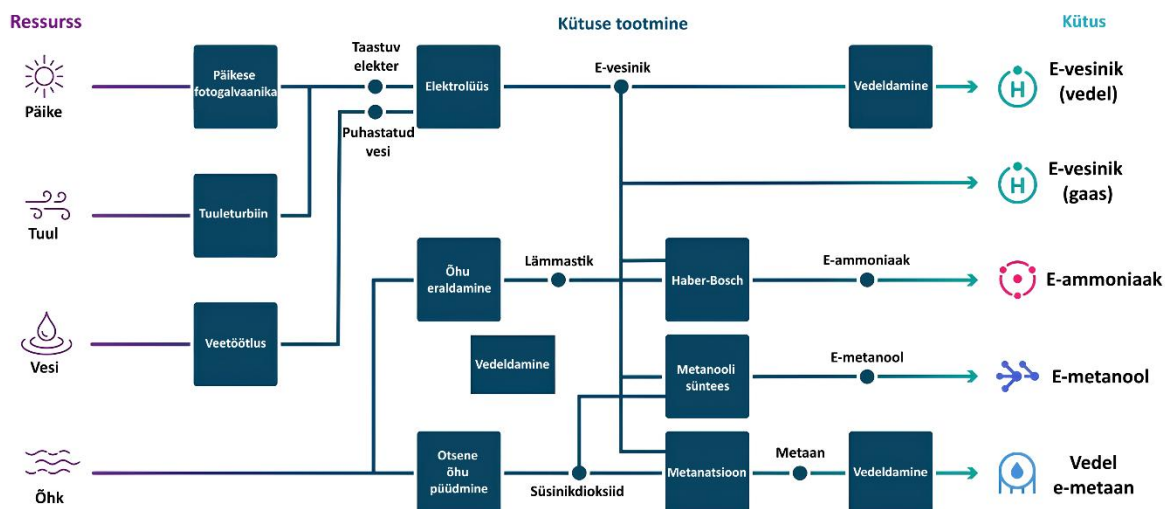 Ressurss
Kütuse tootmine
Kütus
Päike
Päikese
fotogalvaanika
Taastuv
elekter
Puhastatud
vesi
Elektrolüüs
E-vesinik
Vedeldamine
E-vesinik
(vedel)
Tuul
Tuuleturbiin
E-vesinik
(gaas)
Õhu
eraldamine
Lämmastik
Haber-Bosch
E-ammoniaak
E-ammoniaak
Vesi
Veetöötlus
Vedeldamine
Metanooli
süntees
E-metanool
E-metanool
Õhk
Otsene
õhu
püüdmine
Süsinikdioksiid
Metanatsioon
Metaan
Vedeldamine
Vedel
e-metaan